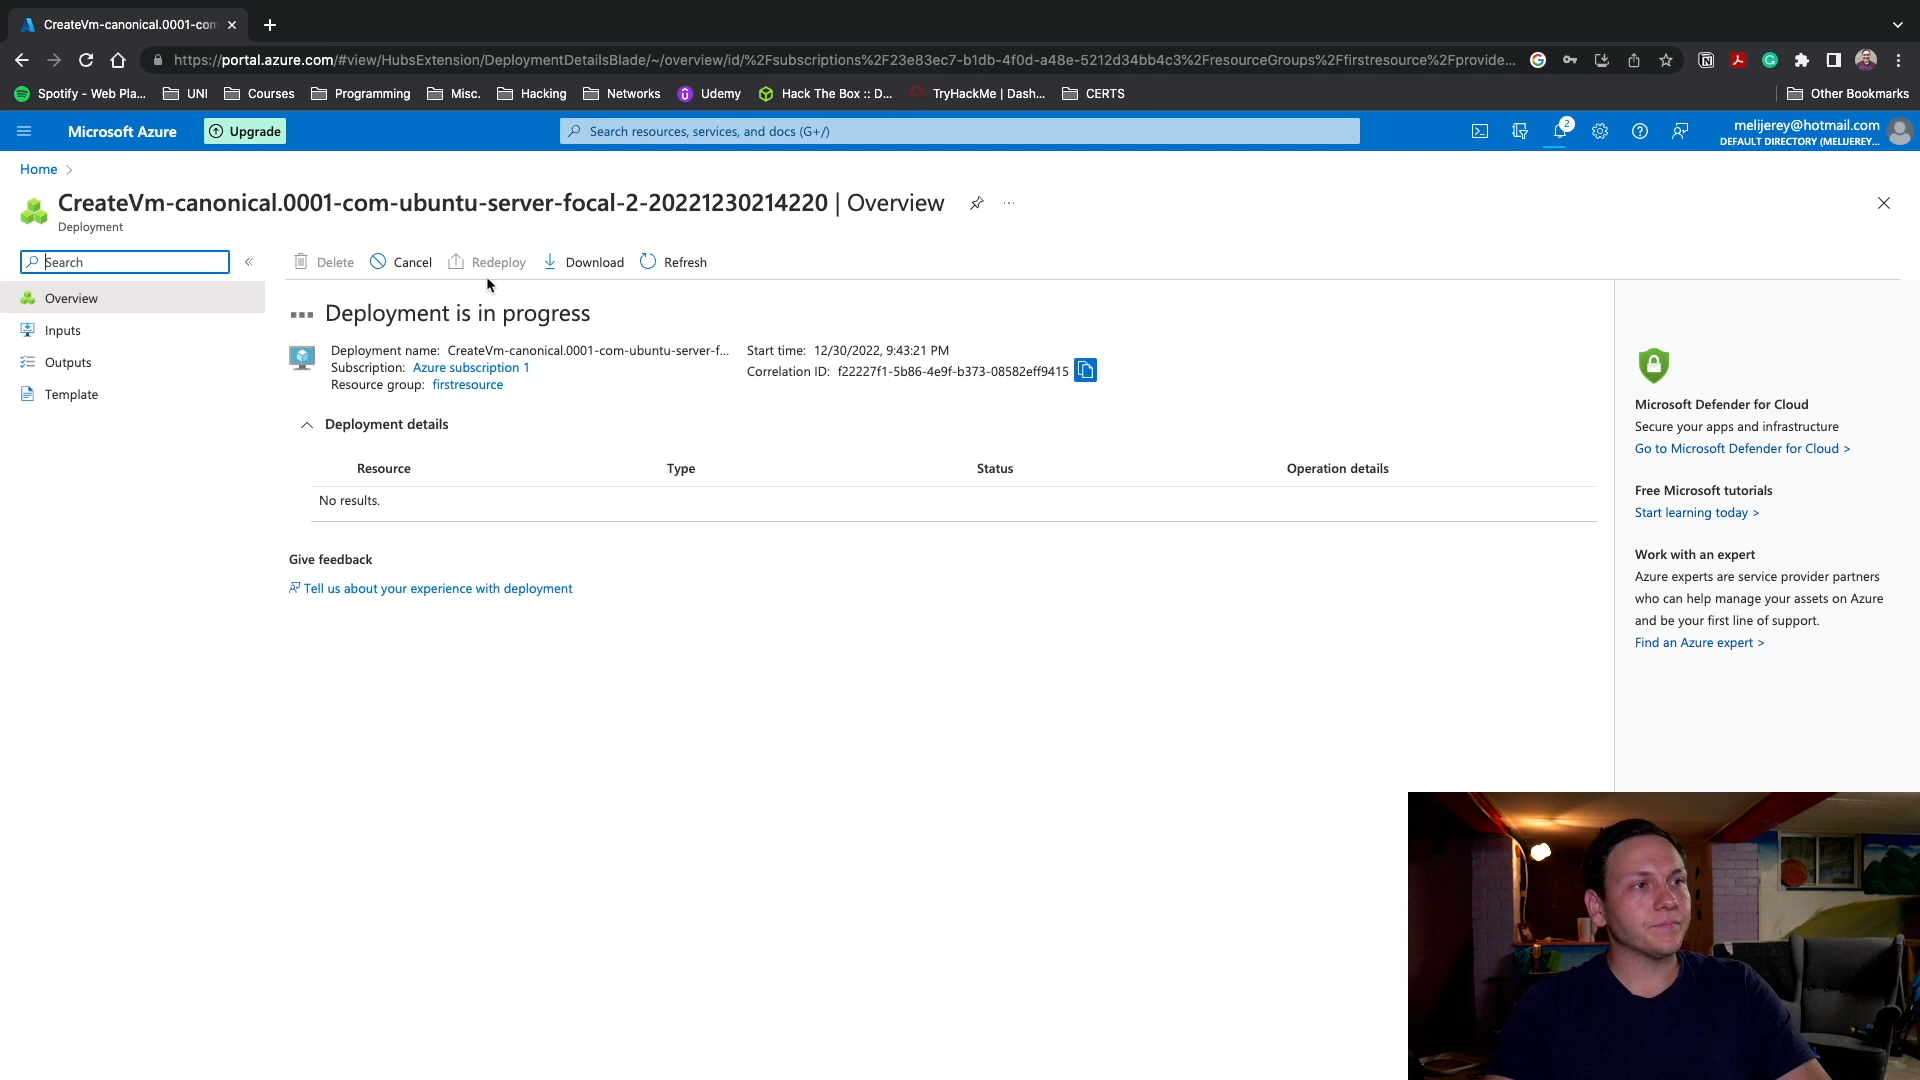 CreateVm-canonical.0001-com
https://portal.azure.com/#view/HubsExtension/DeploymentDetailsBlade/~/overview/id/%2Fsubscriptions%2F23e83ec7-b1db-4f0d-a48e-5212d34bb4c3%2FresourceGroups%2Ffirstresource%2Fprovide...
Spotify - Web Pla... UNI Courses Programming Misc. Hacking Networks Udemy Hack The Box :: D... TryHackMe | Dash... CERTS Other Bookmarks
Microsoft Azure Upgrade Search resources, services, and docs (G+/) 2 melijerey@hotmail.com
DEFAULT DIRECTORY (MELIJEREY...
Home >
CreateVm-canonical.0001-com-ubuntu-server-focal-2-20221230214220 | Overview ...
Deployment
Search «
Delete Cancel Redeploy Download Refresh
Overview
Inputs
Outputs
Template
Deployment is in progress
Deployment name: CreateVm-canonical.0001-com-ubuntu-server-f...
Subscription: Azure subscription 1
Resource group: firstresource
Start time: 12/30/2022, 9:43:21 PM
Correlation ID: f22227f1-5b86-4e9f-b373-08582eff9415
Deployment details
Resource Type Status Operation details
No results.
Give feedback
Tell us about your experience with deployment
Microsoft Defender for Cloud
Secure your apps and infrastructure
Go to Microsoft Defender for Cloud >
Free Microsoft tutorials
Start learning today >
Work with an expert
Azure experts are service provider partners
who can help manage your assets on Azure
and be your first line of support.
Find an Azure expert >